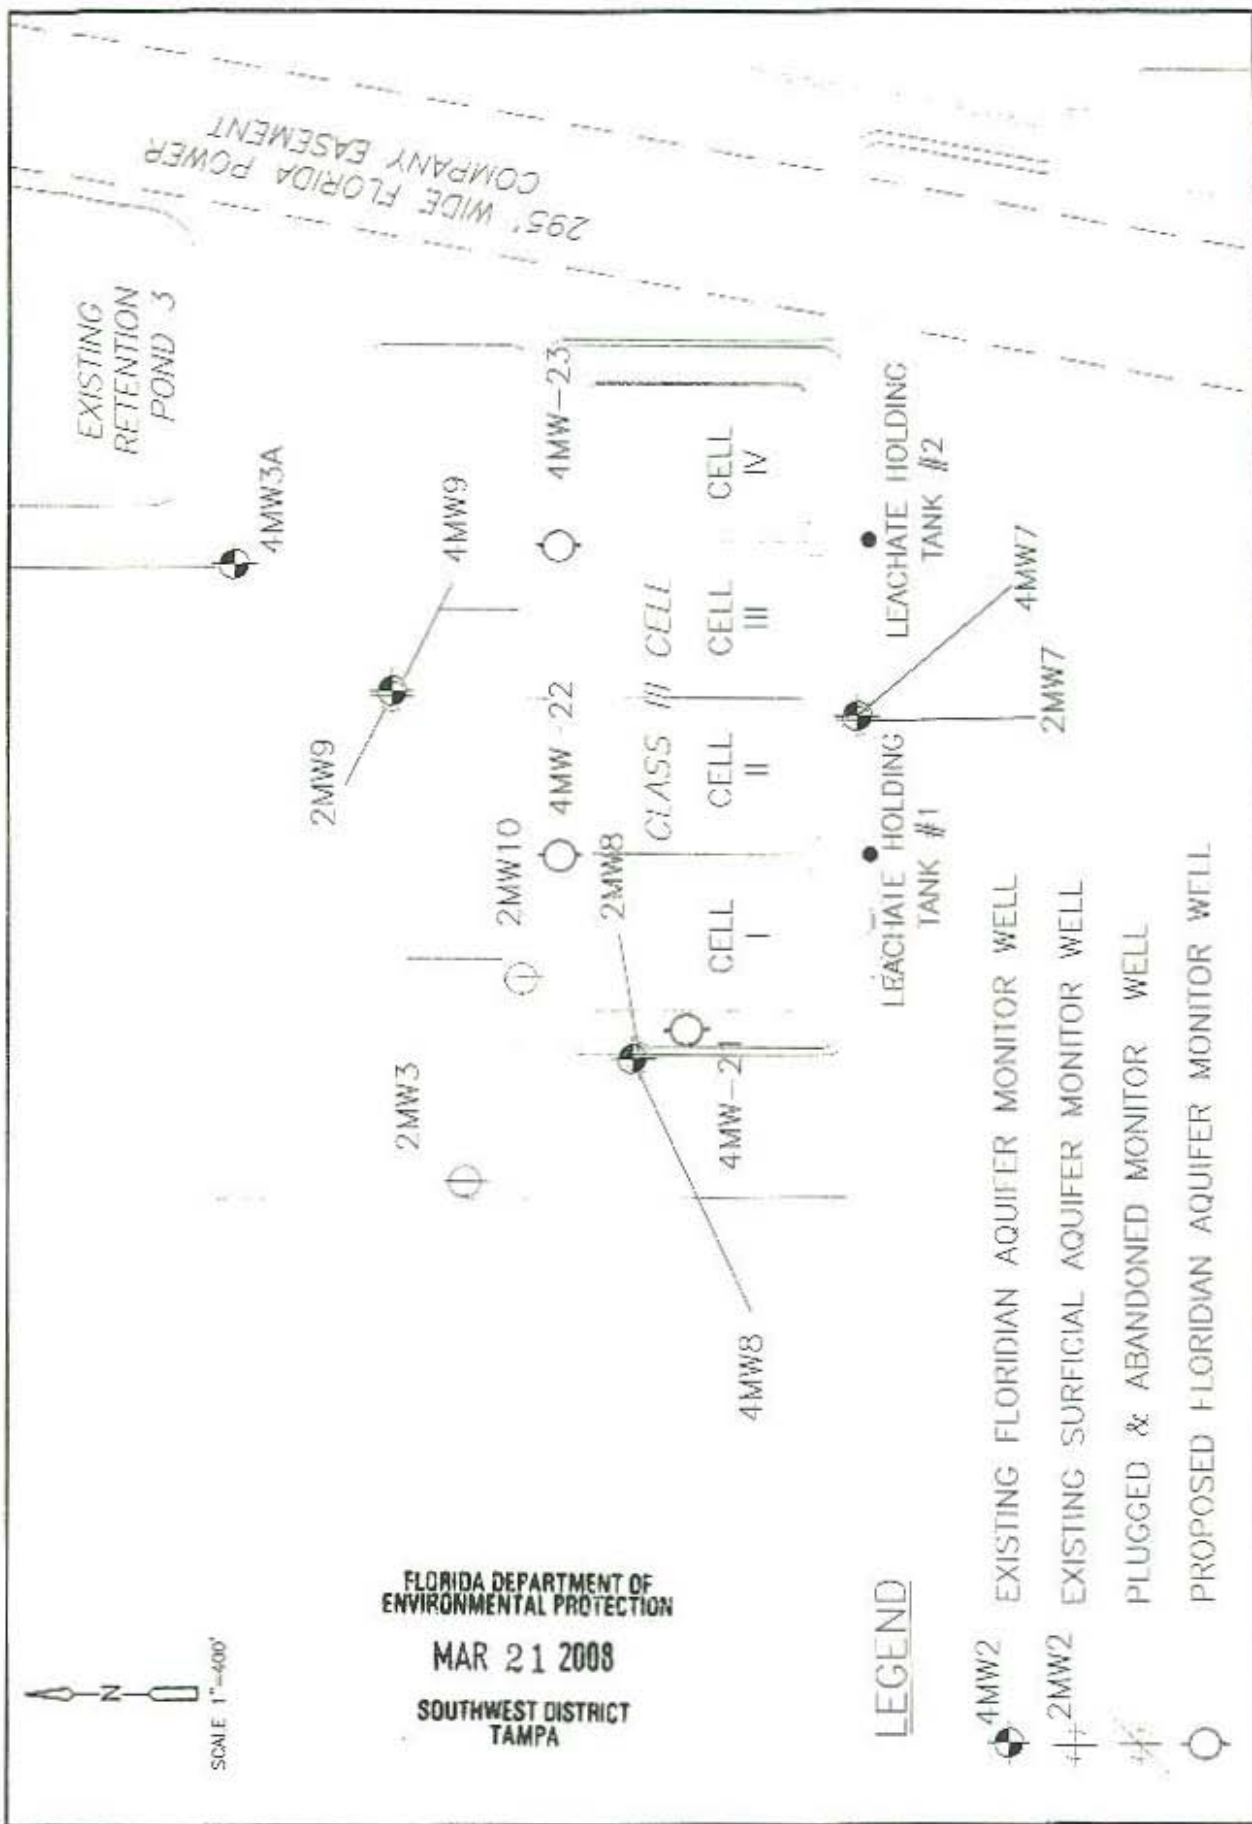 295' WIDE FLORIDA POWER
COMPANY EASEMENT
EXISTING
RETENTION
POND 3
4MW3A
4MW9
2MW9
4MW-23
4MW-22
2MW10
2MW3
2MW8
CLASS III CELL
CELL
I
CELL
II
CELL
III
CELL
IV
4MW-21
4MW8
LEACHATE HOLDING
TANK #1
LEACHATE HOLDING
TANK #2
4MW7
2MW7
N
SCALE 1"=400'
FLORIDA DEPARTMENT OF
ENVIRONMENTAL PROTECTION
MAR 21 2008
SOUTHWEST DISTRICT
TAMPA
LEGEND
4MW2 EXISTING FLORIDIAN AQUIFER MONITOR WELL
2MW2 EXISTING SURFICIAL AQUIFER MONITOR WELL
PLUGGED & ABANDONED MONITOR WELL
PROPOSED FLORIDIAN AQUIFER MONITOR WELL